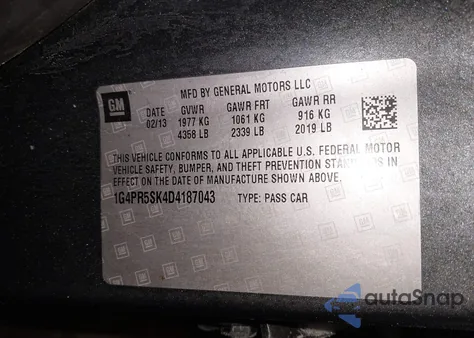 GM
MFD BY GENERAL MOTORS LLC
DATE GVWR GAWR FRT GAWR RR
02/13 1977 KG 1061 KG 916 KG
4358 LB 2339 LB 2019 LB
THIS VEHICLE CONFORMS TO ALL APPLICABLE U.S. FEDERAL MOTOR
VEHICLE SAFETY, BUMPER, AND THEFT PREVENTION STANDARDS IN
EFFECT ON THE DATE OF MANUFACTURE SHOWN ABOVE.
1G4PR5SK4D4187043 TYPE: PASS CAR
autaSnap